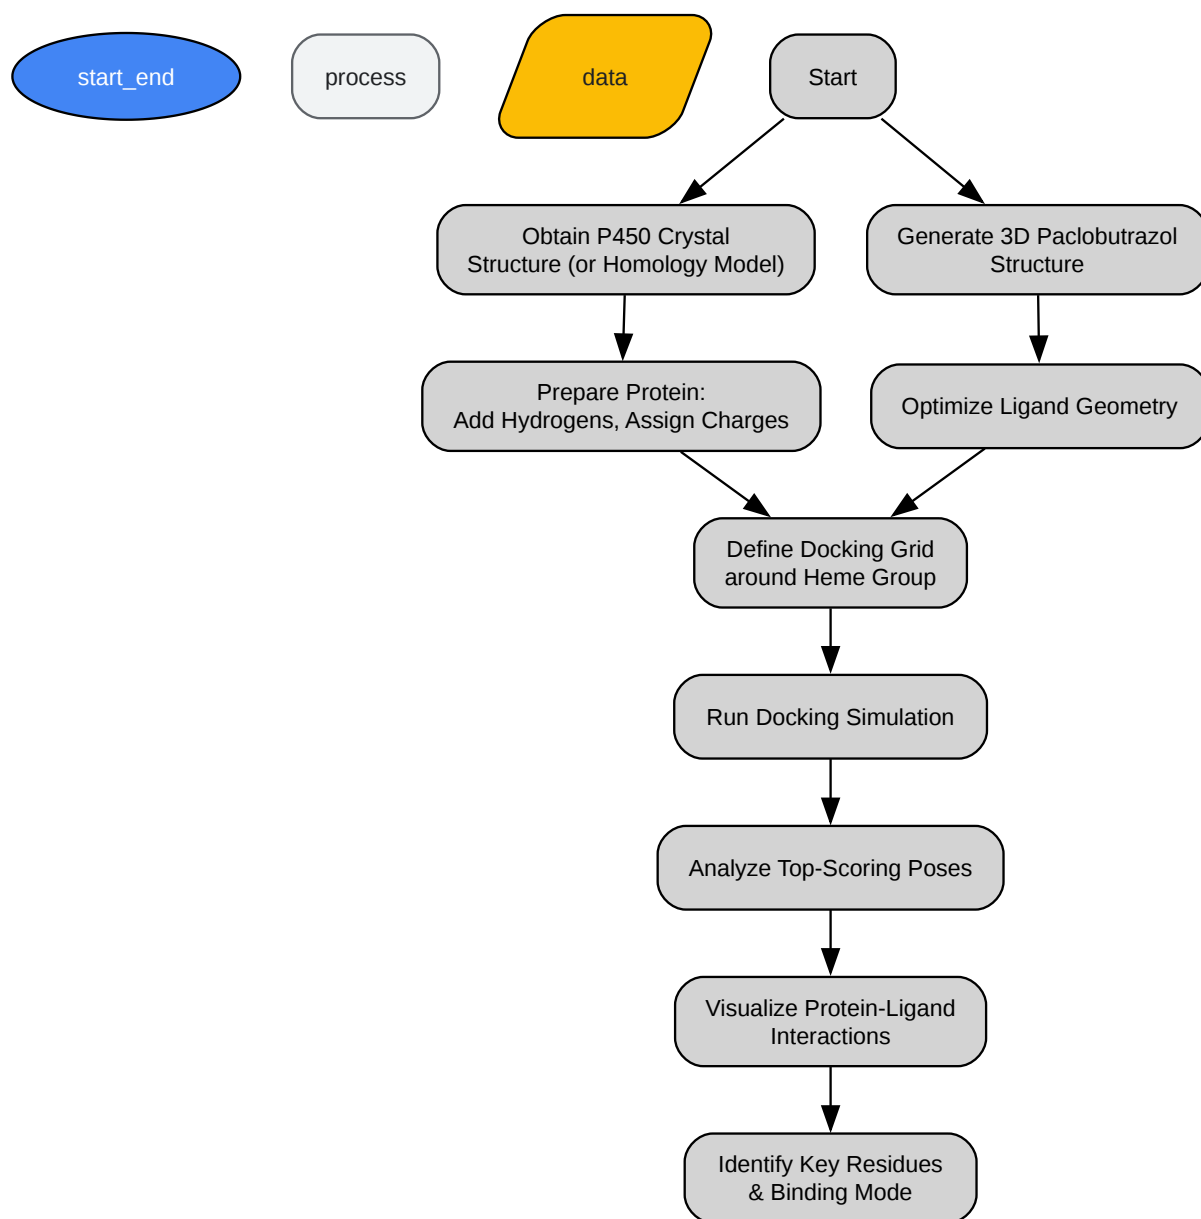 start_end
process
data
Start
Obtain P450 Crystal
Structure (or Homology Model)
Generate 3D Paclobutrazol
Structure
Prepare Protein:
Add Hydrogens, Assign Charges
Optimize Ligand Geometry
Define Docking Grid
around Heme Group
Run Docking Simulation
Analyze Top-Scoring Poses
Visualize Protein-Ligand
Interactions
Identify Key Residues
& Binding Mode